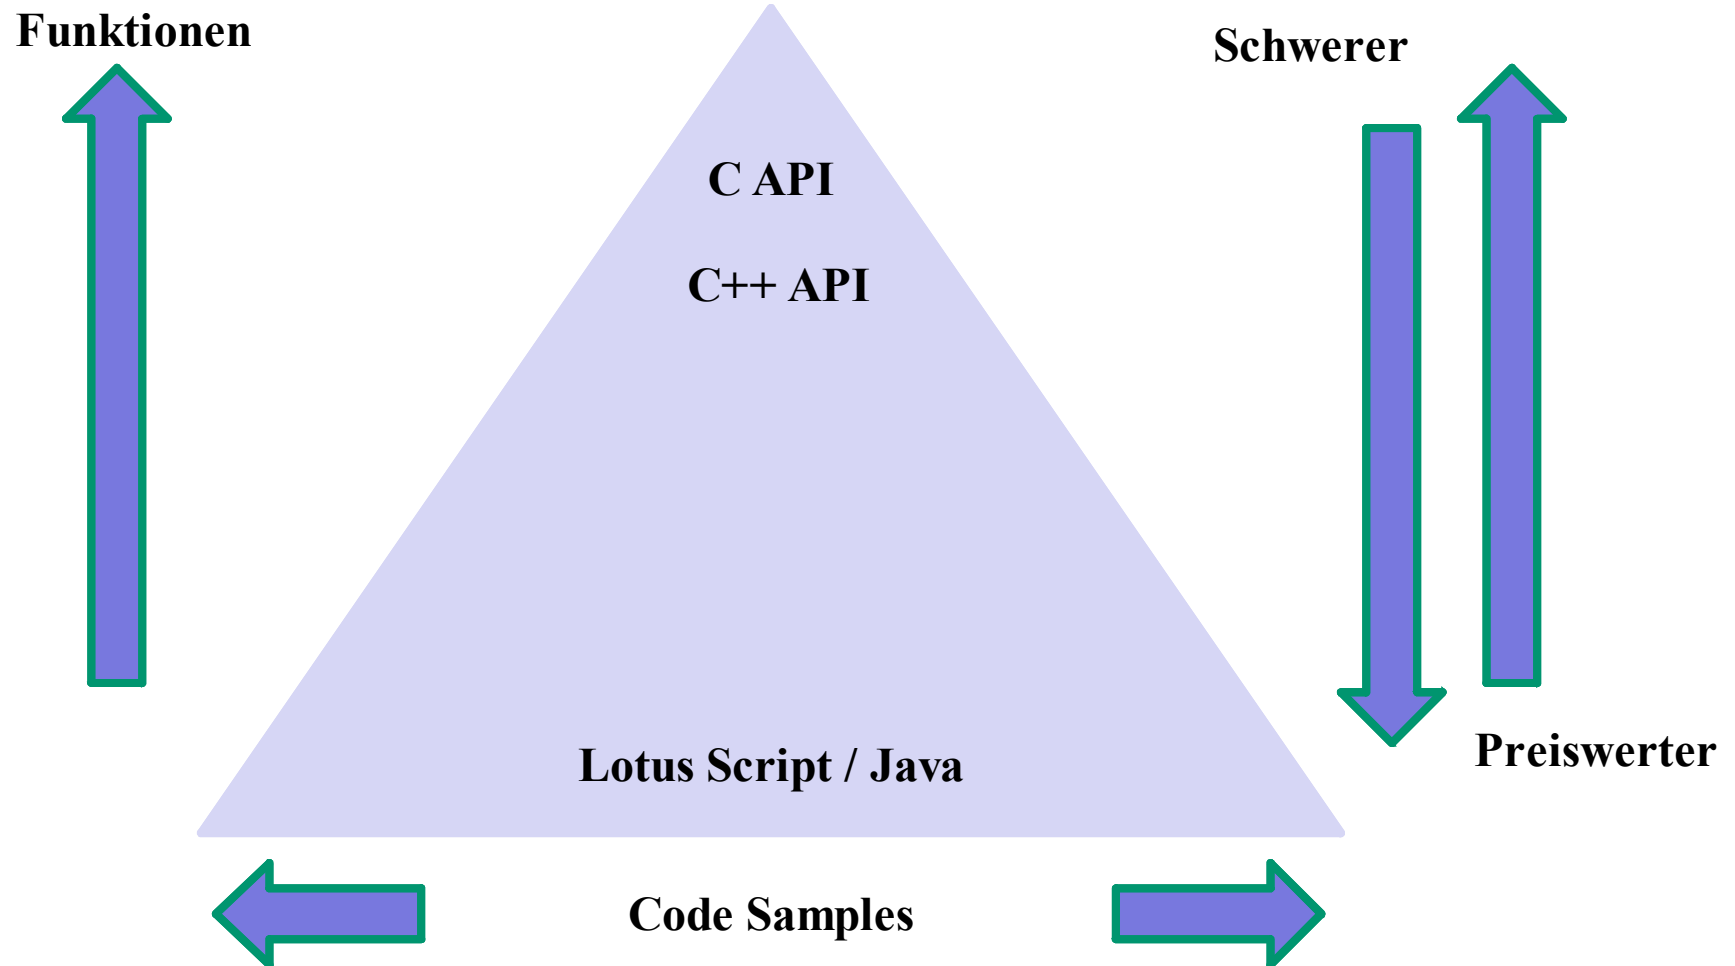 Funktionen
Schwerer
C API
C++ API
Lotus Script / Java
Preiswerter
Code Samples